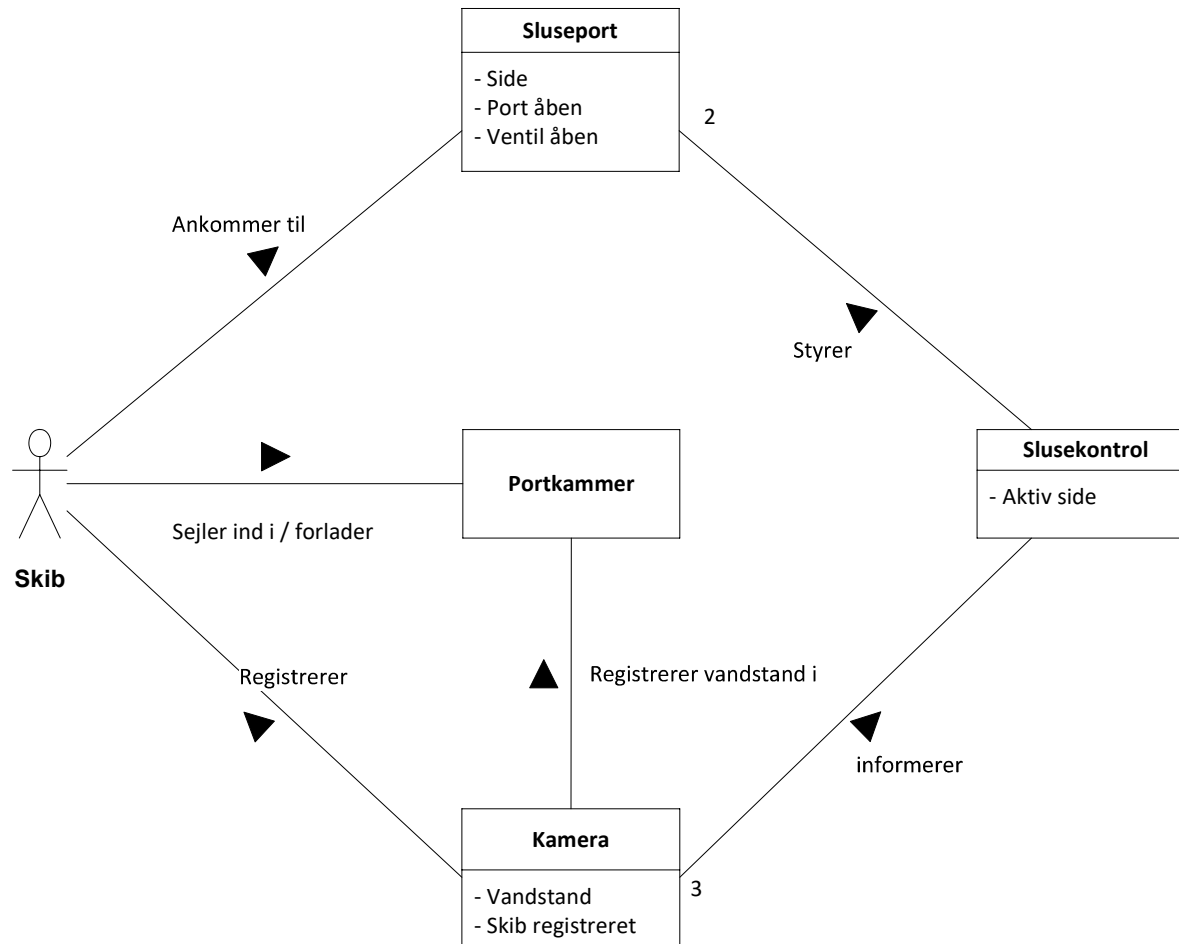 Sluseport
- Side
- Port åben
- Ventil åben
2
Ankommer til
Styrer
Skib
Sejler ind i / forlader
Portkammer
Slusekontrol
- Aktiv side
Registrerer
Registrerer vandstand i
informerer
Kamera
- Vandstand
- Skib registreret
3